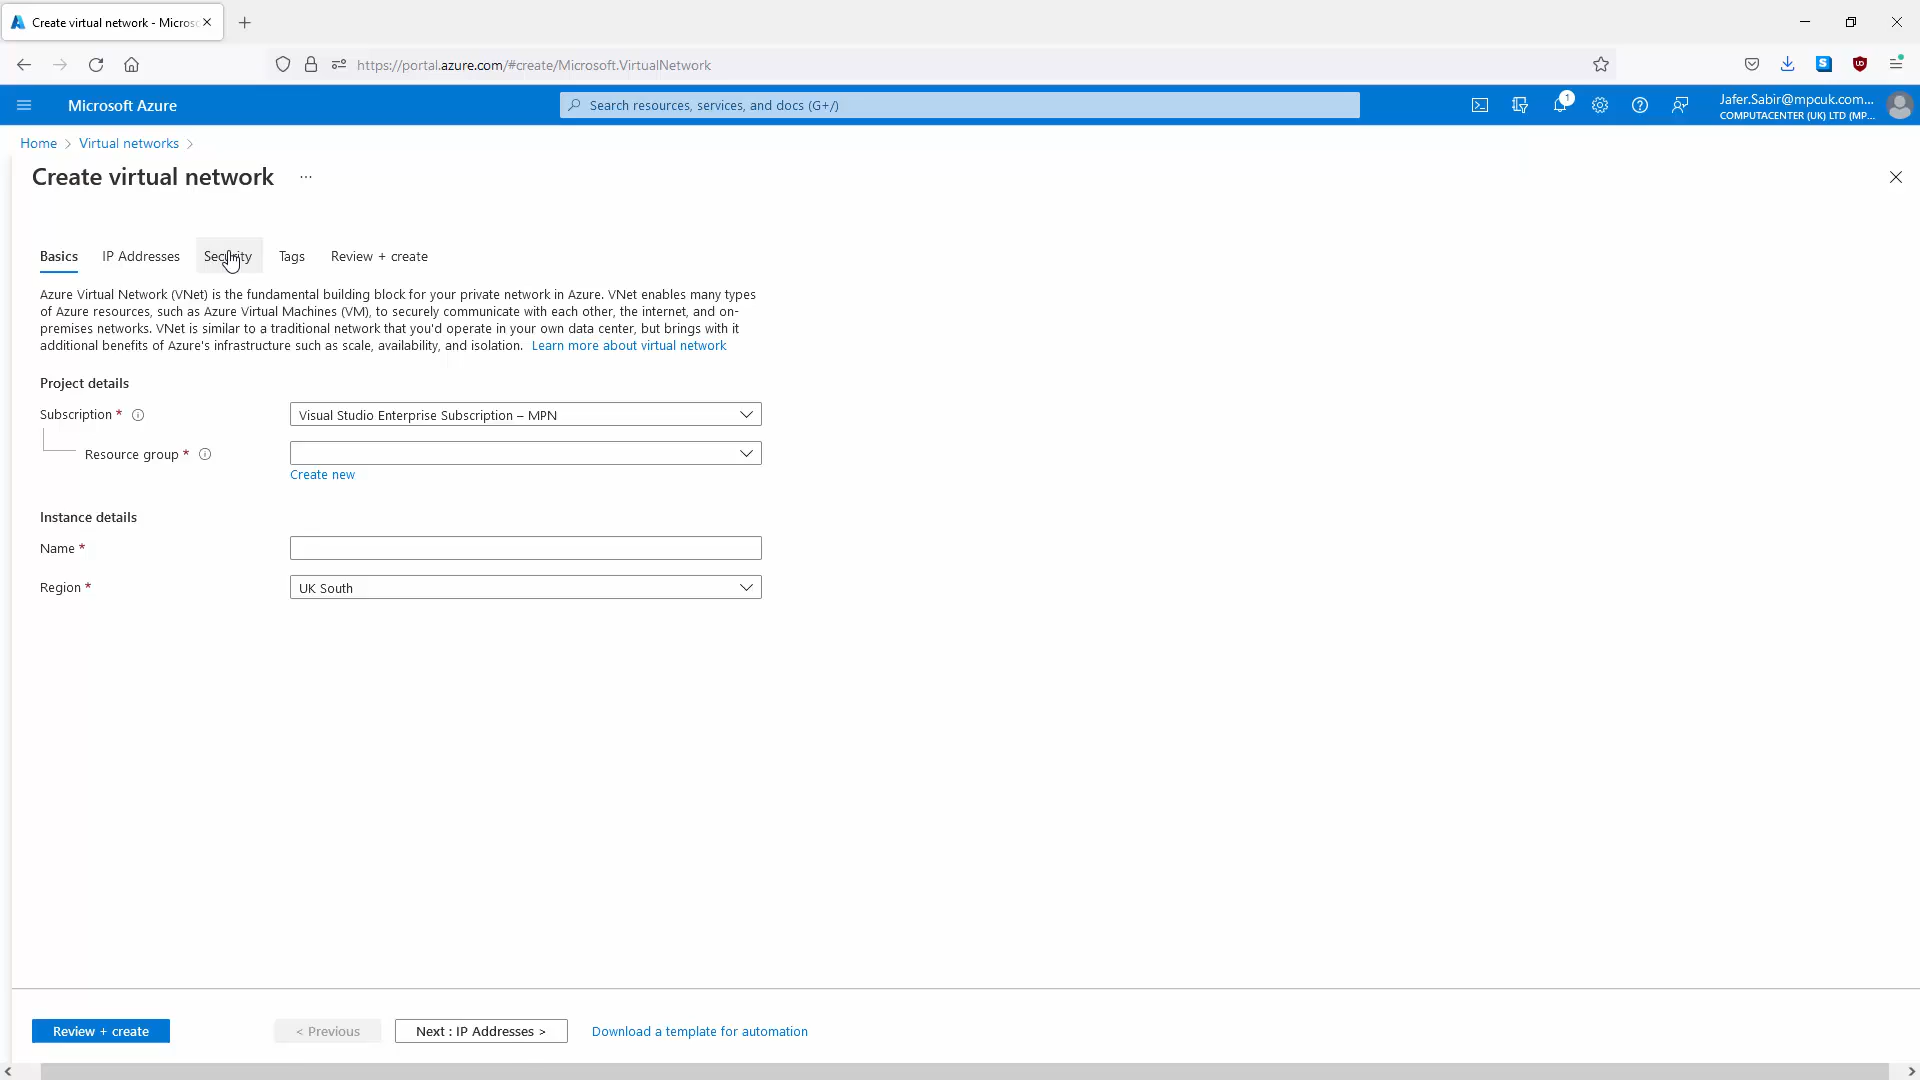 Create virtual network - Micros
https://portal.azure.com/#create/Microsoft.VirtualNetwork
Microsoft Azure
Search resources, services, and docs (G+/)
1
Jafer.Sabir@mpcuk.com...
COMPUTACENTER (UK) LTD (MP...
Home > Virtual networks >
Create virtual network ...
Basics IP Addresses Security Tags Review + create
Azure Virtual Network (VNet) is the fundamental building block for your private network in Azure. VNet enables many types
of Azure resources, such as Azure Virtual Machines (VM), to securely communicate with each other, the internet, and on-
premises networks. VNet is similar to a traditional network that you'd operate in your own data center, but brings with it
additional benefits of Azure's infrastructure such as scale, availability, and isolation. Learn more about virtual network
Project details
Subscription * Visual Studio Enterprise Subscription – MPN
Resource group *
Create new
Instance details
Name *
Region * UK South
Review + create < Previous Next : IP Addresses > Download a template for automation